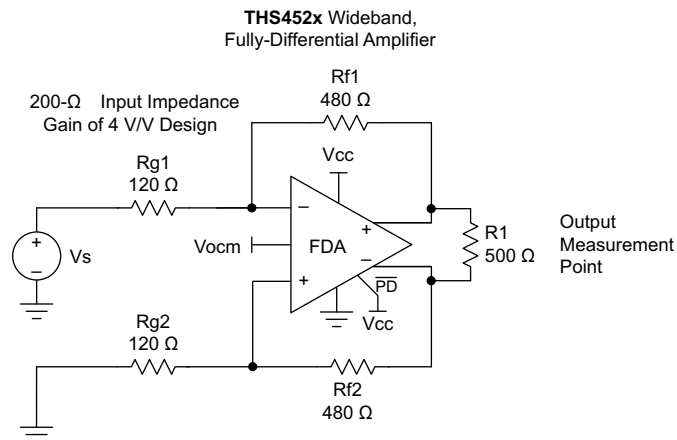 THS452x Wideband,
Fully-Differential Amplifier
200-Ω Input Impedance
Gain of 4 V/V Design
Rf1
480 Ω
Rg1
120 Ω
Vcc
−
+
Vocm
FDA
+
−
PD
Vcc
+
−
Vs
R1
500 Ω
Output
Measurement
Point
Rg2
120 Ω
Rf2
480 Ω